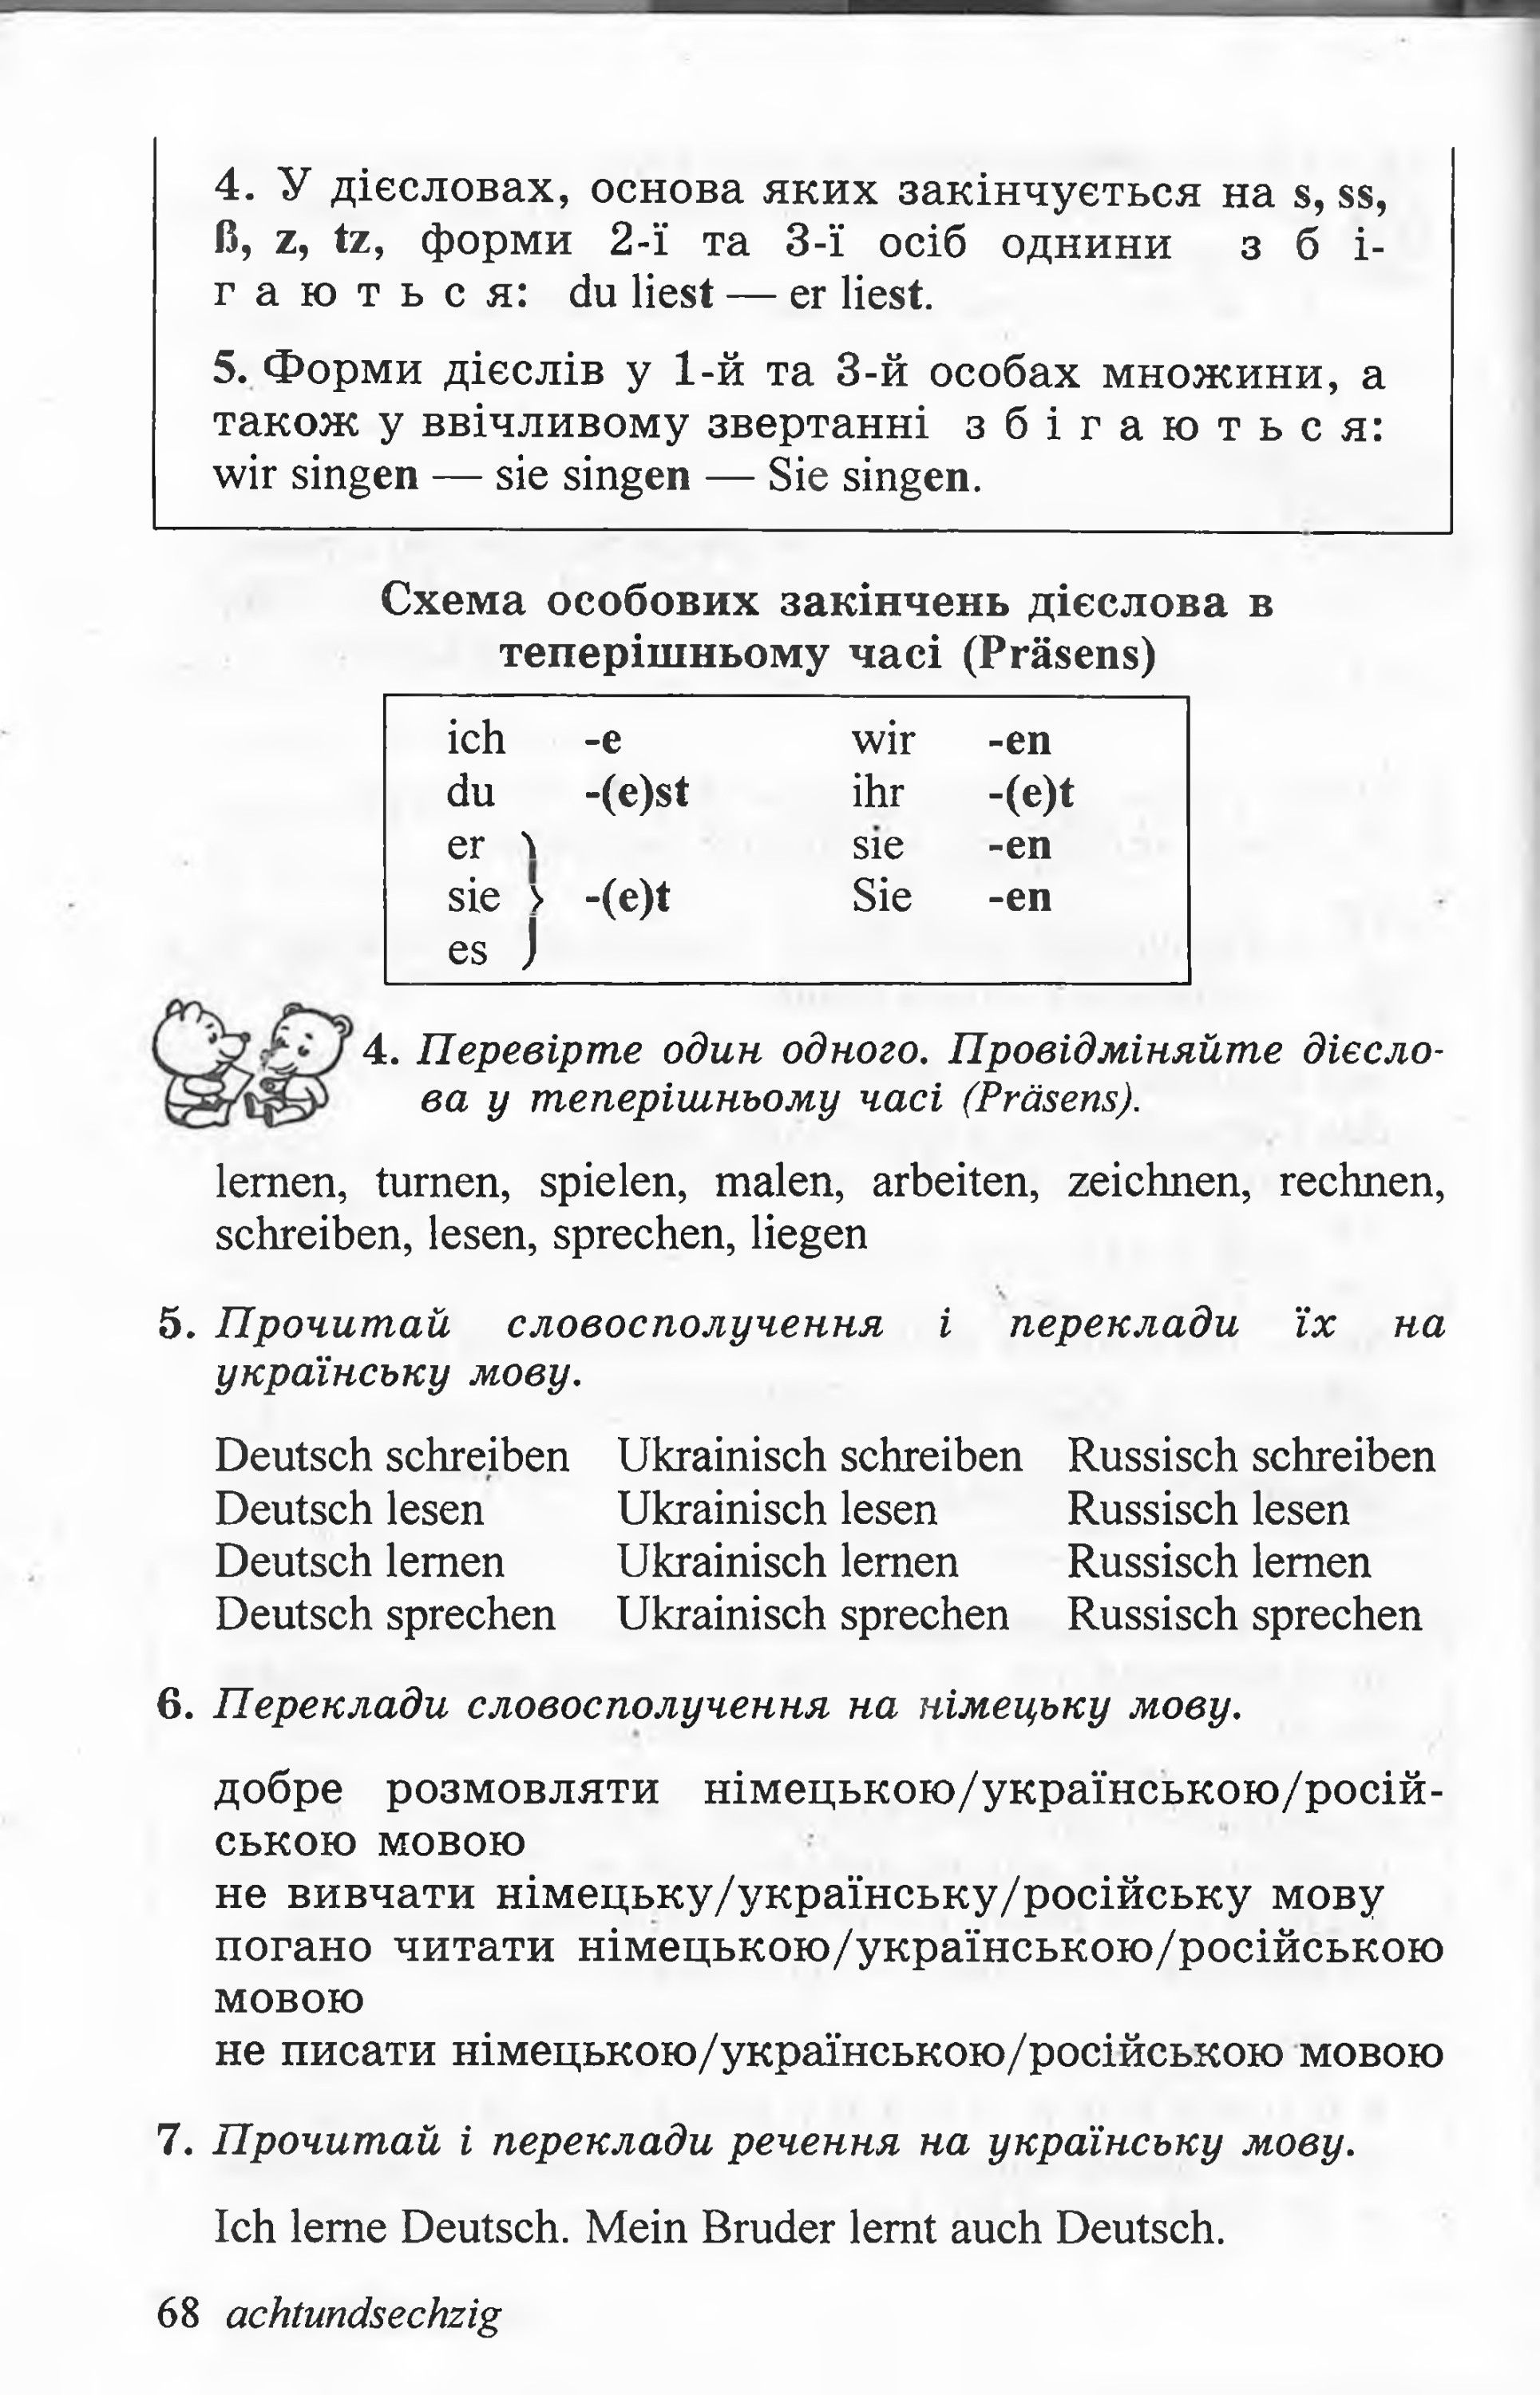 4. У дієсловах, основа яких закінчується на s, ss,
ß, z, tz, форми 2-ї та 3-ї осіб однини з б і-
г а ю т ь с я: du liest — er liest.
5. Форми дієслів у 1-й та 3-й особах множини, а
також у ввічливому звертанні з б і г а ю т ь с я:
wir singen — sie singen — Sie singen.
Схема особових закінчень дієслова в
теперішньому часі (Präsens)
ich -e wir -en
du -(e)st ihr -(e)t
er sie -en
sie } -(e)t Sie -en
es
4. Перевірте один одного. Провідміняйте дієсло-
ва у теперішньому часі (Präsens).
lernen, turnen, spielen, malen, arbeiten, zeichnen, rechnen,
schreiben, lesen, sprechen, liegen
5. Прочитай словосполучення і переклади їх на
українську мову.
Deutsch schreiben Ukrainisch schreiben Russisch schreiben
Deutsch lesen Ukrainisch lesen Russisch lesen
Deutsch lernen Ukrainisch lernen Russisch lernen
Deutsch sprechen Ukrainisch sprechen Russisch sprechen
6. Переклади словосполучення на німецьку мову.
добре розмовляти німецькою/українською/росій-
ською мовою
не вивчати німецьку/українську/російську мову
погано читати німецькою/українською/російською
мовою
не писати німецькою/українською/російською мовою
7. Прочитай і переклади речення на українську мову.
Ich lerne Deutsch. Mein Bruder lernt auch Deutsch.
68 achtundsechzig